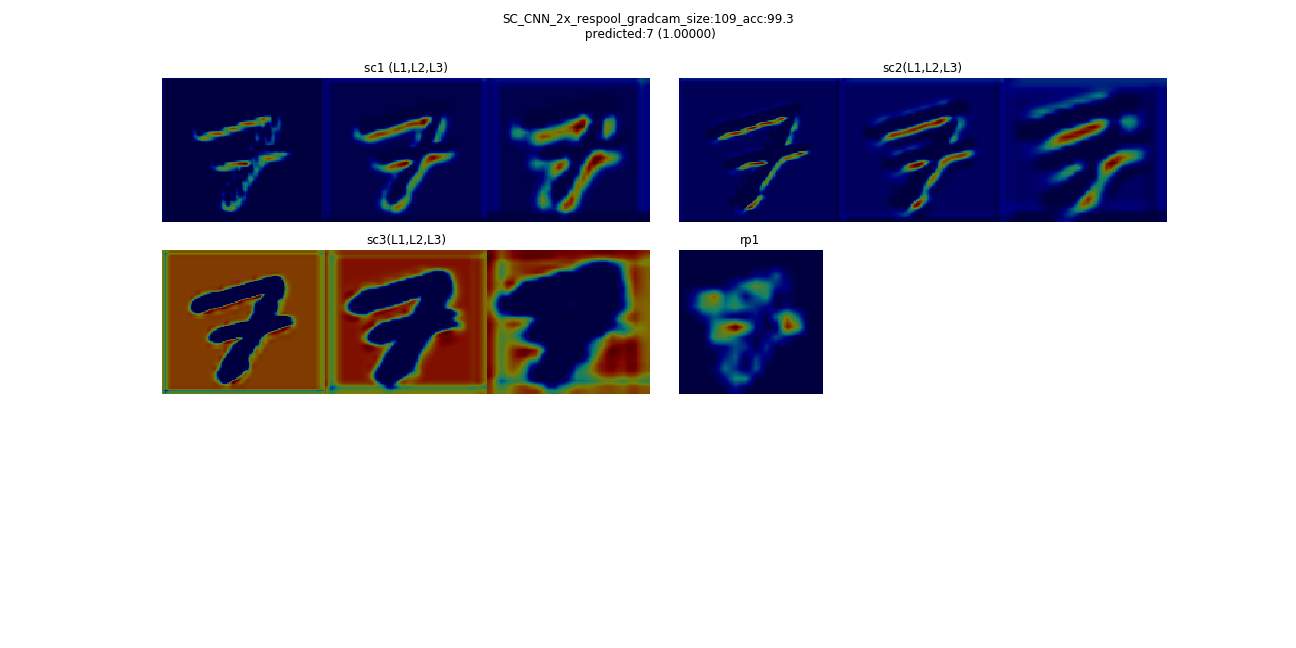 SC_CNN_2x_respool_gradcam_size:109_acc:99.3
predicted:7 (1.00000)
sc1 (L1,L2,L3)
sc2(L1,L2,L3)
sc3(L1,L2,L3)
rp1